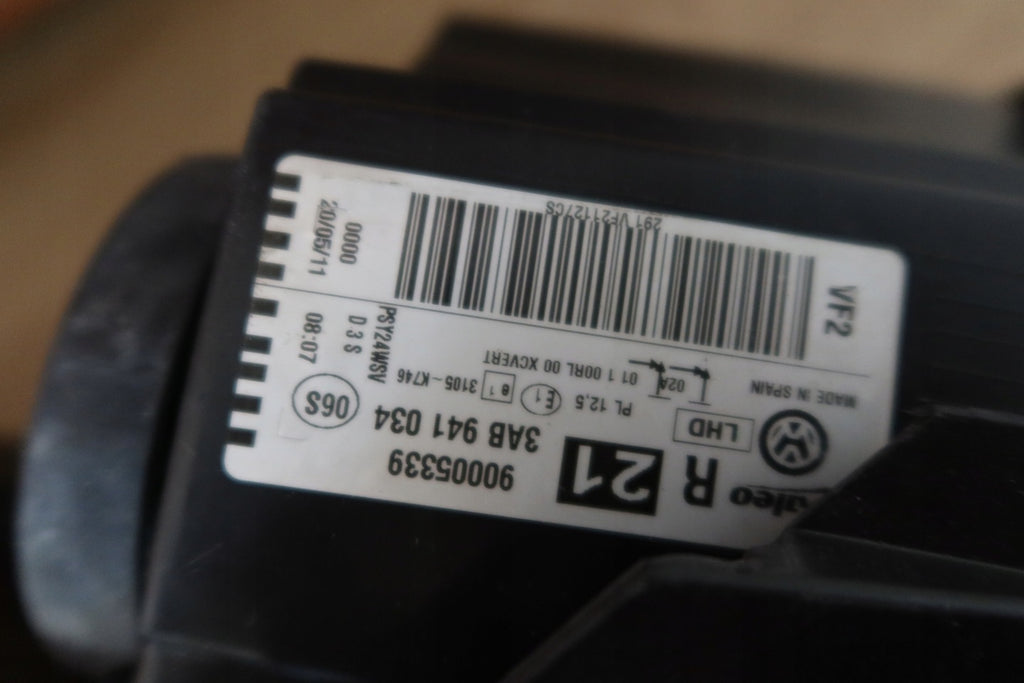 aleo R 21 90005339
LHD 3AB 941 034 06S
PL 12,5 E1 e1 3105-K746
MADE IN SPAIN 02A 01 1 00RL 00 XCVERT
PSY24WSV
D3S
08:07
VF2
291 VF21127/CS
0000
20/05/11